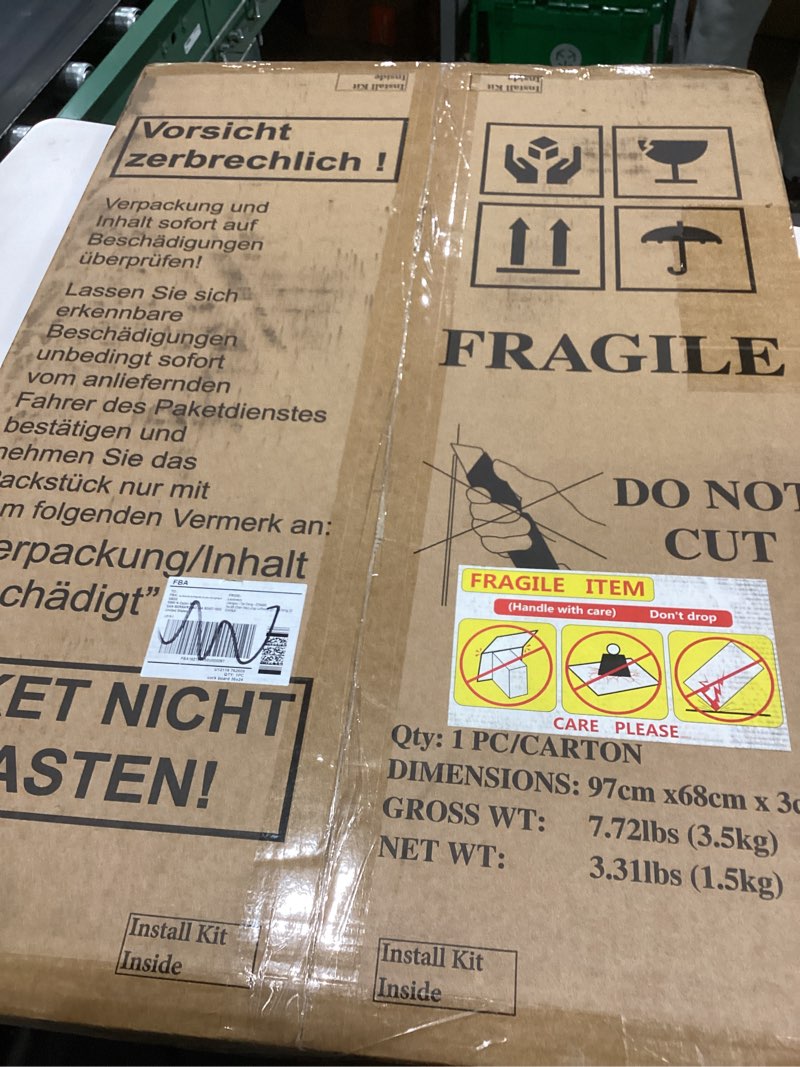 Install Kit
Inside
Install Kit
Inside
Vorsicht
zerbrechlich !
Verpackung und
Inhalt sofort auf
Beschädigungen
überprüfen!
Lassen Sie sich
erkennbare
Beschädigungen
unbedingt sofort
vom anliefernden
Fahrer des Paketdienstes
bestätigen und
nehmen Sie das
ackstück nur mit
m folgenden Vermerk an:
erpackung/Inhalt
chädigt"
FBA
KET NICHT
ASTEN!
Install Kit
Inside
FRAGILE
DO NOT
CUT
FRAGILE ITEM
(Handle with care) Don't drop
CARE PLEASE
Qty: 1 PC/CARTON
DIMENSIONS: 97cm x68cm x 3c
GROSS WT: 7.72lbs (3.5kg)
NET WT: 3.31lbs (1.5kg)
Install Kit
Inside